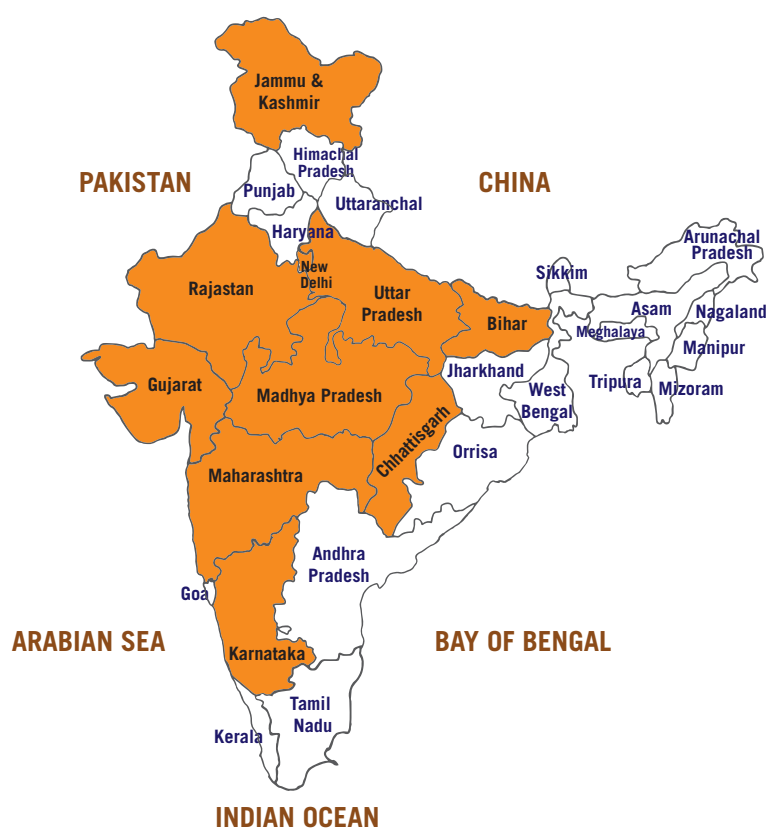 Jammu &
Kashmir
Himachal
Pradesh
PAKISTAN
CHINA
Punjab
Uttaranchal
Haryana
Arunachal
Pradesh
New
Delhi
Sikkim
Rajastan
Uttar
Pradesh
Asam
Nagaland
Bihar
Meghalaya
Manipur
Jharkhand
Gujarat
Tripura
Mizoram
West
Bengal
Madhya Pradesh
Chhattisgarh
Orrisa
Maharashtra
Andhra
Pradesh
Goa
ARABIAN SEA
BAY OF BENGAL
Karnataka
Tamil
Nadu
Kerala
INDIAN OCEAN